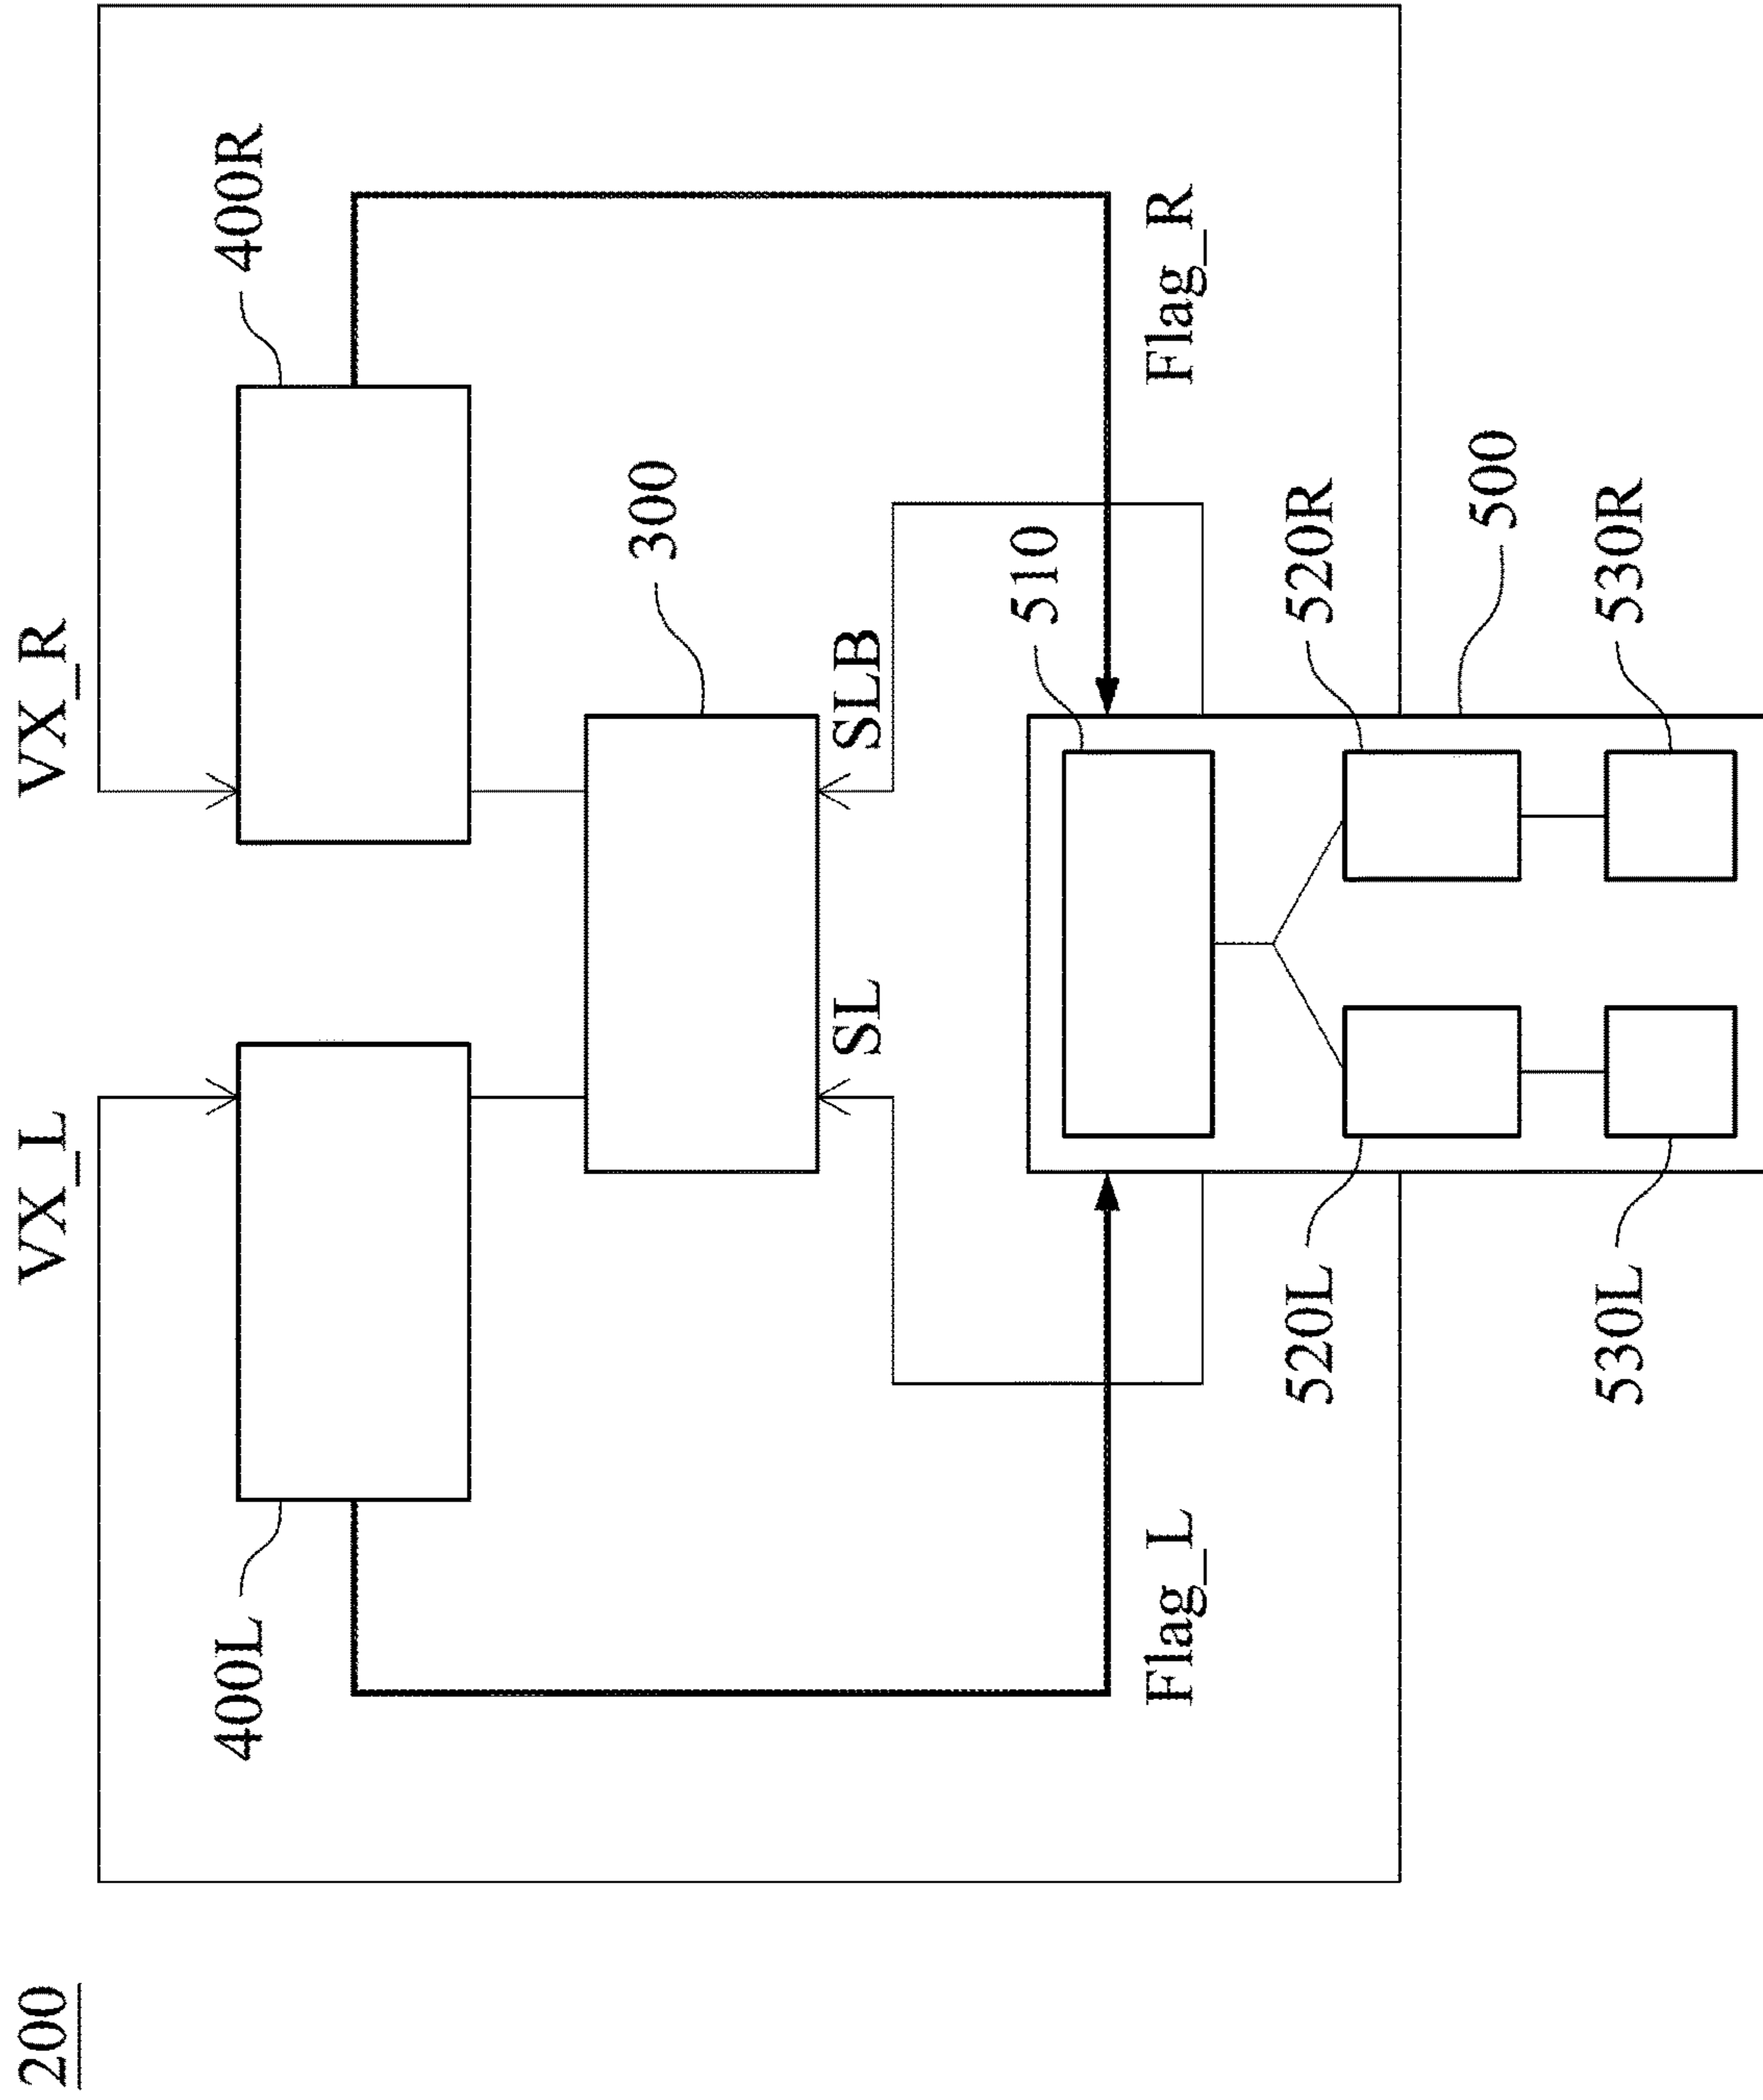 200
VX_L
VX_R
400L
400R
300
SL
SLB
510
Flag_L
Flag_R
520L
520R
500
530L
530R